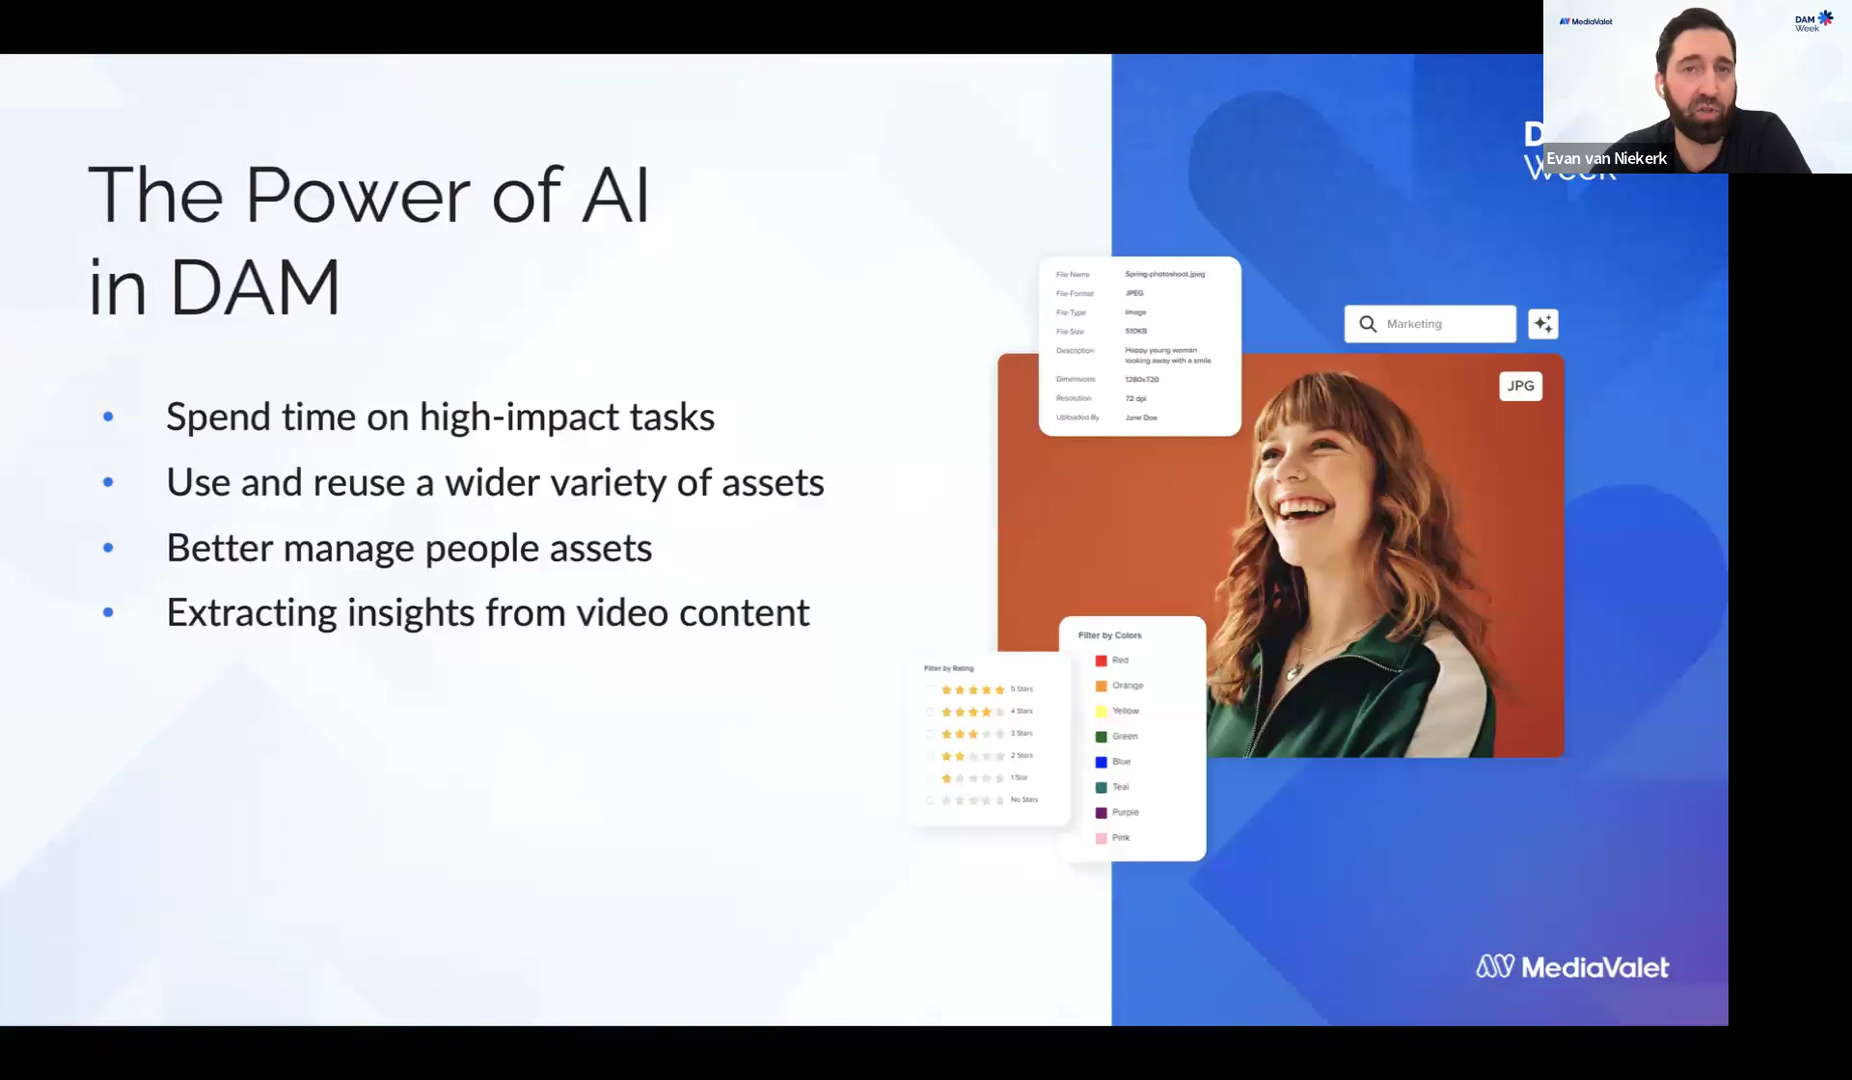 MediaValet
DAM
Week
Evan van Niekerk
The Power of AI
in DAM
Spend time on high-impact tasks
Use and reuse a wider variety of assets
Better manage people assets
Extracting insights from video content
File Name Spring-photoshoot.jpeg
File Format JPEG
File Type Image
File Size 510KB
Description Happy young woman
looking away with a smile
Dimensions 1280x720
Resolution 72 dpi
Uploaded By Jane Doe
Marketing
JPG
Filter by Rating
5 Stars
4 Stars
3 Stars
2 Stars
1 Star
No Stars
Filter by Colors
Red
Orange
Yellow
Green
Blue
Teal
Purple
Pink
MediaValet